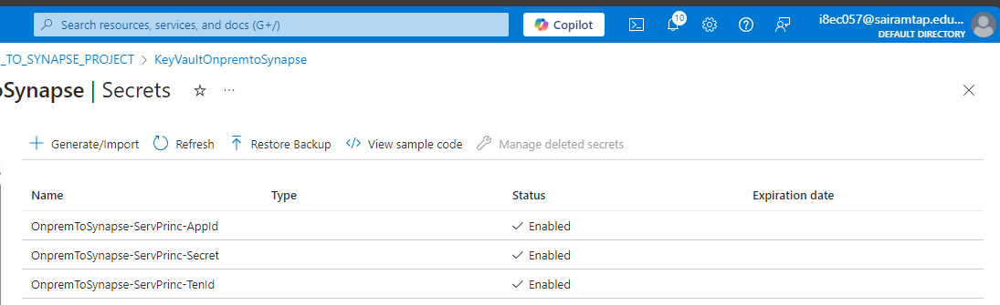 Search resources, services, and docs (G+/)
Copilot
10
i8ec057@sairamtap.edu...
DEFAULT DIRECTORY
_TO_SYNAPSE_PROJECT > KeyVaultOnpremtoSynapse
oSynapse | Secrets
Generate/Import Refresh Restore Backup View sample code Manage deleted secrets
Name Type Status Expiration date
OnpremToSynapse-ServPrinc-AppId Enabled
OnpremToSynapse-ServPrinc-Secret Enabled
OnpremToSynapse-ServPrinc-TenId Enabled